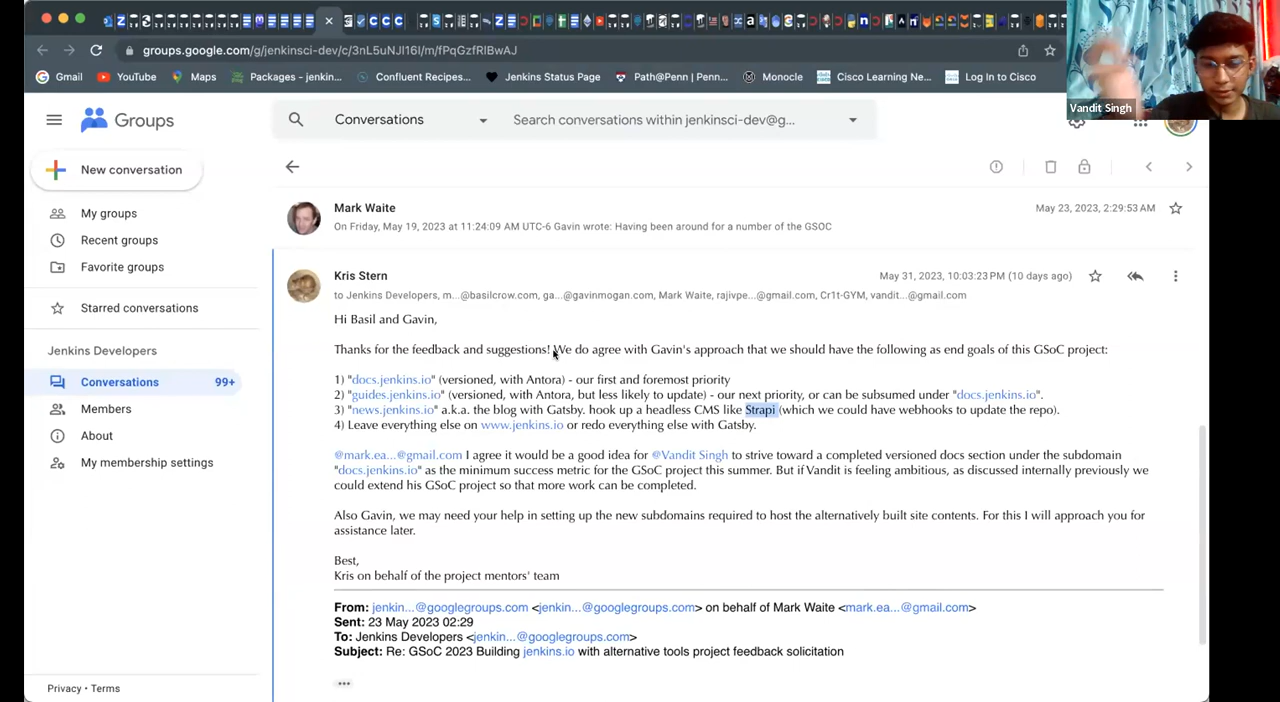 groups.google.com/g/jenkinsci-dev/c/3nL5uNJl16I/m/fPqGzfRlBwAJ
Gmail
YouTube
Maps
Packages - jenkin...
Confluent Recipes...
Jenkins Status Page
Path@Penn | Penn...
Monocle
Cisco Learning Ne...
Log In to Cisco
Vandit Singh
Groups
Conversations
Search conversations within jenkinsci-dev@g...
New conversation
My groups
Recent groups
Favorite groups
Starred conversations
Jenkins Developers
Conversations 99+
Members
About
My membership settings
Privacy • Terms
Mark Waite
May 23, 2023, 2:29:53 AM
On Friday, May 19, 2023 at 11:24:09 AM UTC-6 Gavin wrote: Having been around for a number of the GSOC
Kris Stern
May 31, 2023, 10:03:23 PM (10 days ago)
to Jenkins Developers, m...@basilcrow.com, ga...@gavinmogan.com, Mark Waite, rajivpe...@gmail.com, Cr1t-GYM, vandit...@gmail.com
Hi Basil and Gavin,
Thanks for the feedback and suggestions! We do agree with Gavin's approach that we should have the following as end goals of this GSoC project:
1) "docs.jenkins.io" (versioned, with Antora) - our first and foremost priority
2) "guides.jenkins.io" (versioned, with Antora, but less likely to update) - our next priority, or can be subsumed under "docs.jenkins.io".
3) "news.jenkins.io" a.k.a. the blog with Gatsby. hook up a headless CMS like Strapi (which we could have webhooks to update the repo).
4) Leave everything else on www.jenkins.io or redo everything else with Gatsby.
@mark.ea...@gmail.com I agree it would be a good idea for @Vandit Singh to strive toward a completed versioned docs section under the subdomain
"docs.jenkins.io" as the minimum success metric for the GSoC project this summer. But if Vandit is feeling ambitious, as discussed internally previously we
could extend his GSoC project so that more work can be completed.
Also Gavin, we may need your help in setting up the new subdomains required to host the alternatively built site contents. For this I will approach you for
assistance later.
Best,
Kris on behalf of the project mentors' team
From: jenkin...@googlegroups.com <jenkin...@googlegroups.com> on behalf of Mark Waite <mark.ea...@gmail.com>
Sent: 23 May 2023 02:29
To: Jenkins Developers <jenkin...@googlegroups.com>
Subject: Re: GSoC 2023 Building jenkins.io with alternative tools project feedback solicitation